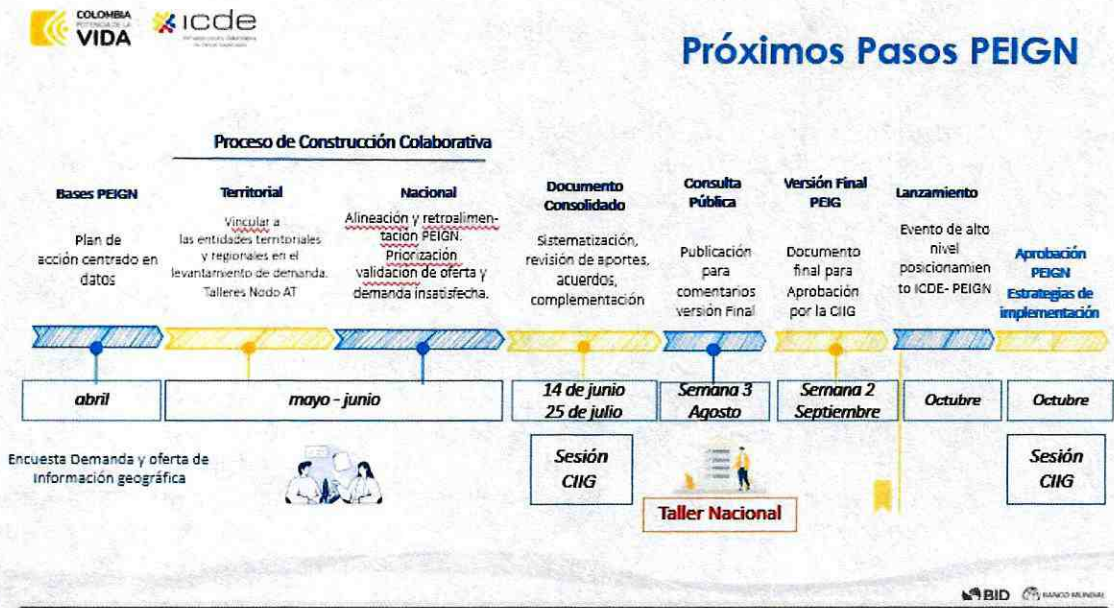 COLOMBIA
POTENCIA DE LA
VIDA
icde
Próximos Pasos PEIGN
Proceso de Construcción Colaborativa
Bases PEIGN
Plan de
acción centrado en
datos
Territorial
Vincular a
las entidades territoriales
y regionales en el
levantamiento de demanda.
Talleres Nodo AT
Nacional
Alineación y retroalimen-
tación PEIGN.
Priorización
validación de oferta y
demanda insatisfecha.
Documento
Consolidado
Sistematización,
revisión de aportes,
acuerdos,
complementación
Consulta
Pública
Publicación
para
comentarios
versión Final
Versión Final
PEIG
Documento
final para
Aprobación
por la CIIG
Lanzamiento
Evento de alto
nivel
posicionamien
to ICDE- PEIGN
Aprobación
PEIGN
Estrategias de
implementación
abril
mayo - junio
14 de junio
25 de julio
Semana 3
Agosto
Semana 2
Septiembre
Octubre
Octubre
Encuesta Demanda y oferta de
Información geográfica
Sesión
CIIG
Taller Nacional
Sesión
CIIG
BID
BANCO MUNDIAL